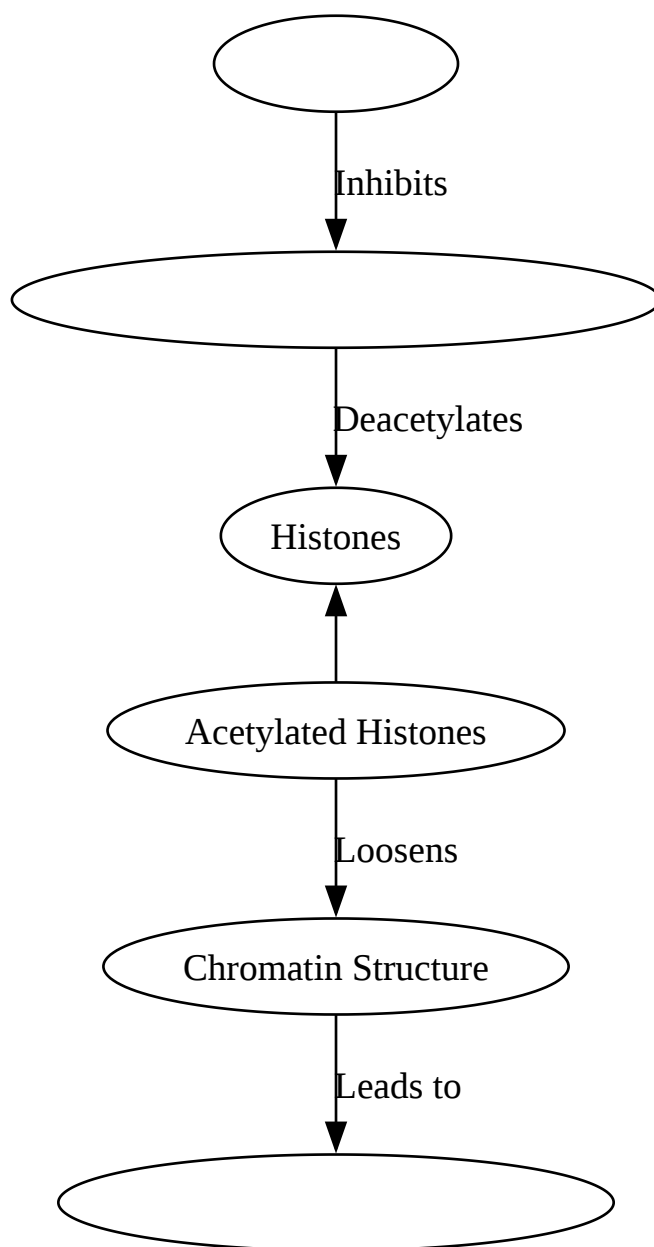 Inhibits
Deacetylates
Histones
Acetylated Histones
Loosens
Chromatin Structure
Leads to